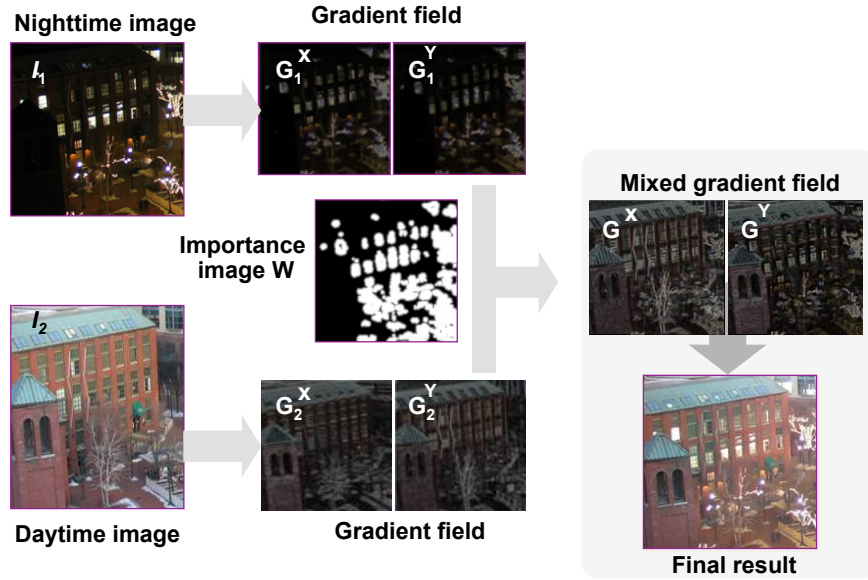 Nighttime image
Gradient field
I1
G1X
G1Y
Importance
image W
Mixed gradient field
GX
GY
I2
G2X
G2Y
Daytime image
Gradient field
Final result